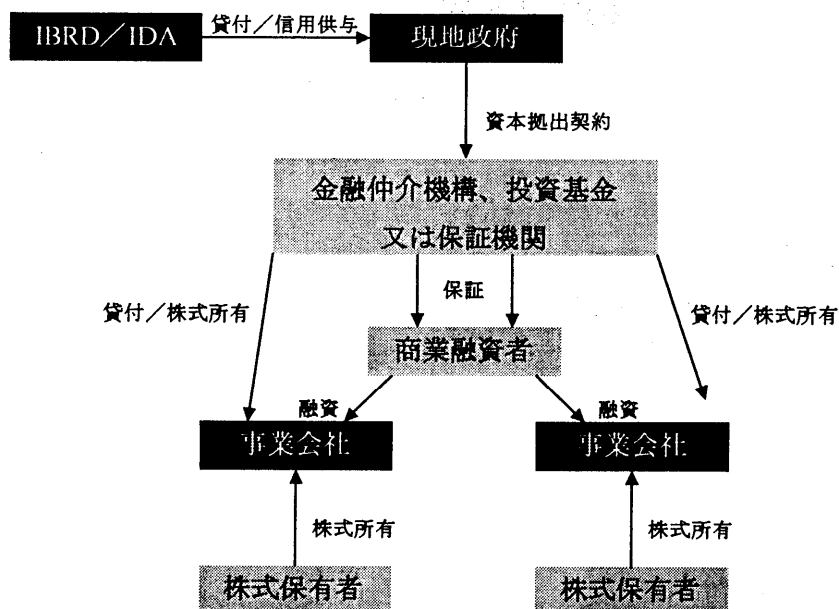 IBRD／IDA
貸付／信用供与
現地政府
資本拠出契約
金融仲介機構、投資基金
又は保証機関
保証
貸付／株式所有
貸付／株式所有
商業融資者
融資
融資
事業会社
事業会社
株式所有
株式所有
株式保有者
株式保有者